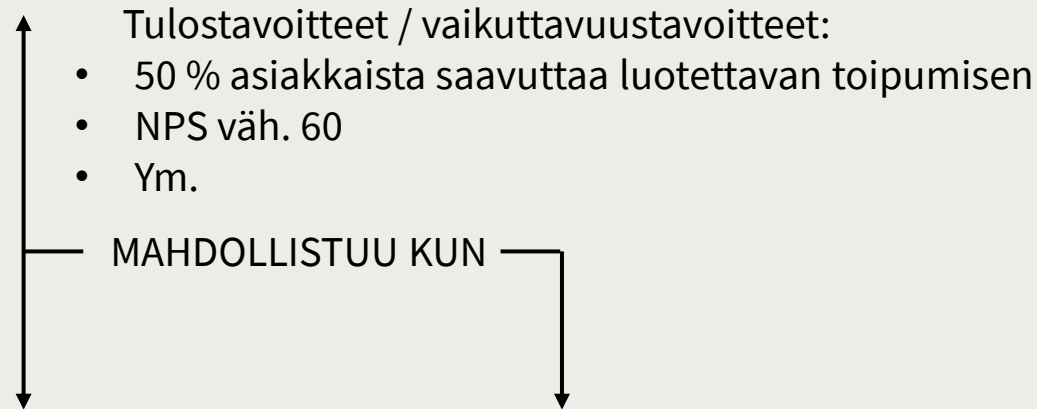 Tulostavoitteet / vaikuttavuustavoitteet:
• 50 % asiakkaista saavuttaa luotettavan toipumisen
• NPS väh. 60
• Ym.
MAHDOLLISTUU KUN